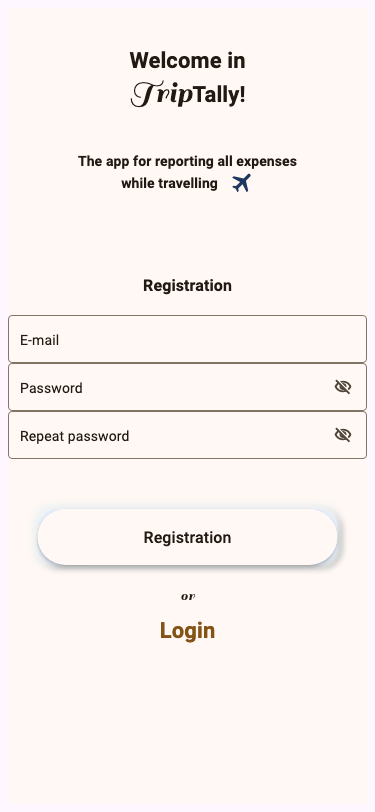 Welcome in
TripTally!
The app for reporting all expenses
while travelling
Registration
E-mail
Password
Repeat password
Registration
or
Login